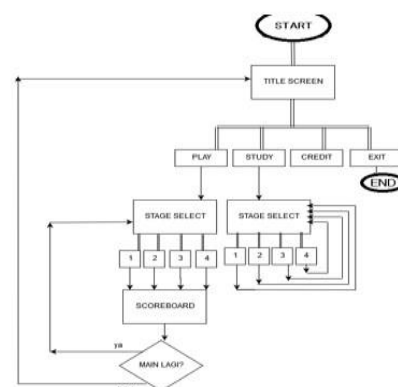 START
TITLE SCREEN
PLAY STUDY CREDIT EXIT
END
STAGE SELECT STAGE SELECT
1 2 3 4 1 2 3 4
SCOREBOARD
ya
MAIN LAGI?